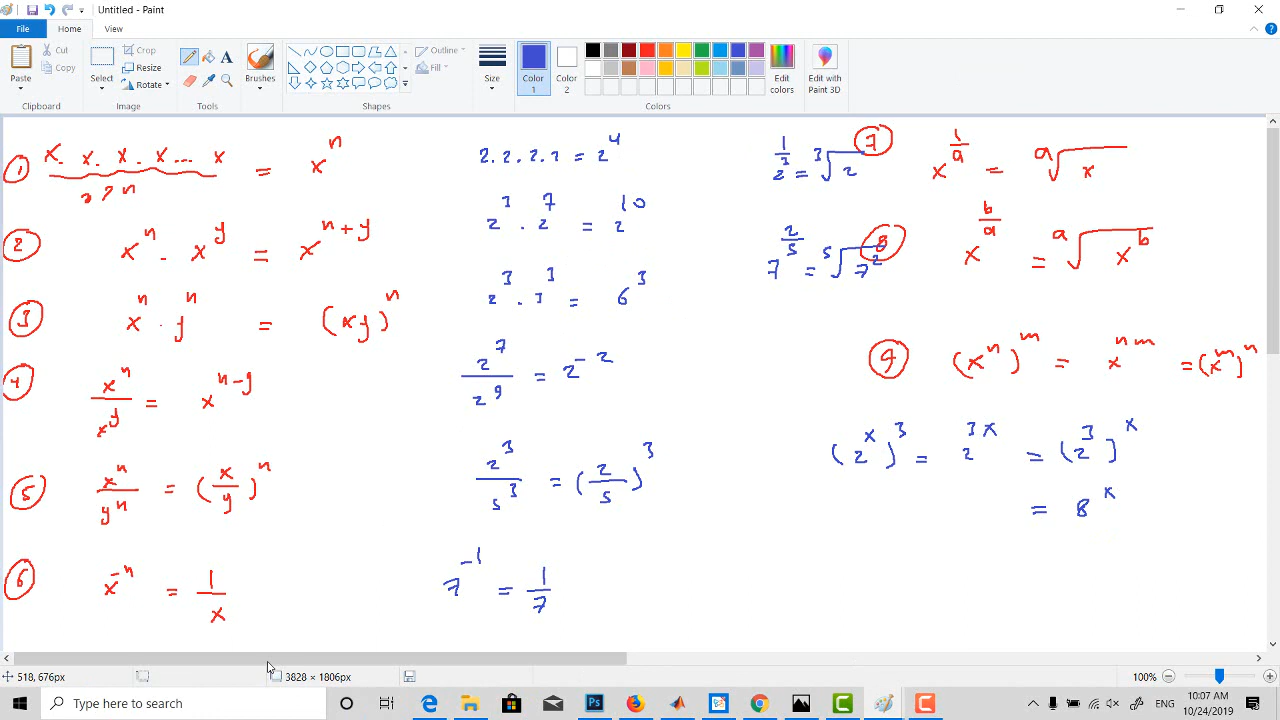 Untitled - Paint
File Home View
Paste Cut Copy Clipboard
Select Crop Resize Rotate Image
Tools
Brushes
Outline Fill Shapes
Size
Color 1 Color 2 Edit colors Colors
Edit with Paint 3D
① x . x . x . x ... x = x^n
n
② x^n . x^y = x^(n+y)
③ x^n . y^n = (xy)^n
④ x^n / x^y = x^(n-y)
⑤ x^n / y^n = (x/y)^n
⑥ x^-n = 1/x
2.2.2.2 = 2^4
2^3 . 2^7 = 2^10
2^3 . 3^3 = 6^3
2^7 / 2^9 = 2^-2
2^3 / 5^3 = (2/5)^3
7^-1 = 1/7
2^(1/3) = ³√2
⑦ x^(1/a) = ᵃ√x
7^(2/5) = ⁵√7^2
⑧ x^(b/a) = ᵃ√x^b
⑨ (x^n)^m = x^nm = (x^m)^n
(2^x)^3 = 2^3x = (2^3)^x
= 8^x
518, 676px 3828 × 1806px 100%
Type here to search
ENG
10:07 AM
10/24/2019